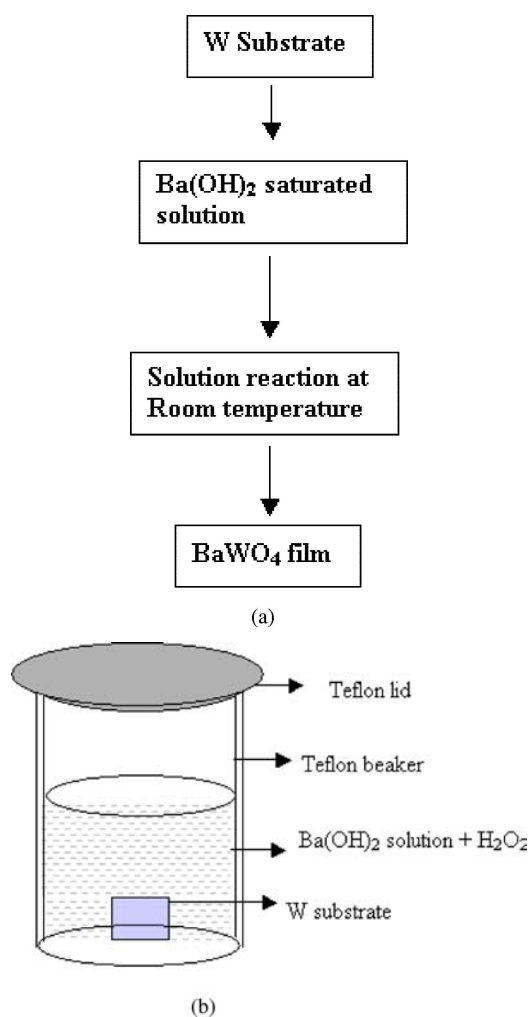 W Substrate
Ba(OH)₂ saturated
solution
Solution reaction at
Room temperature
BaWO₄ film
(a)
Teflon lid
Teflon beaker
Ba(OH)₂ solution + H₂O₂
W substrate
(b)